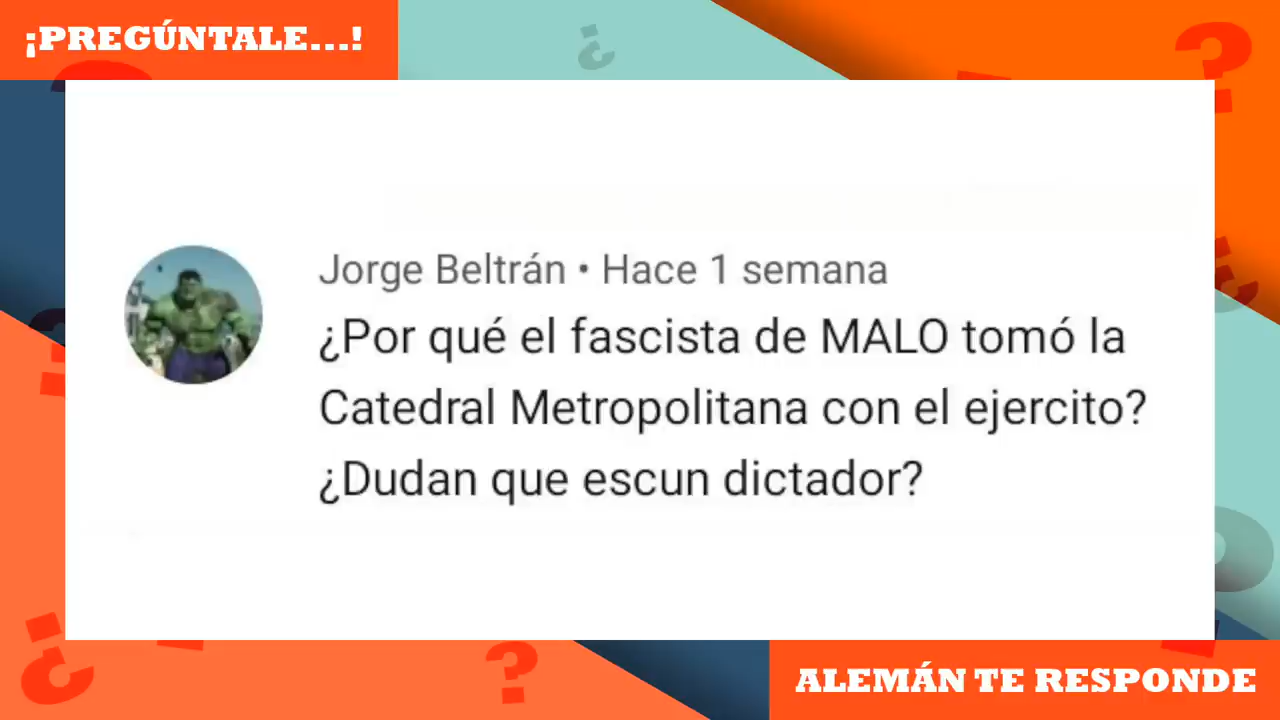 ¡PREGÚNTALE...!
Jorge Beltrán • Hace 1 semana
¿Por qué el fascista de MALO tomó la
Catedral Metropolitana con el ejercito?
¿Dudan que escun dictador?
ALEMÁN TE RESPONDE